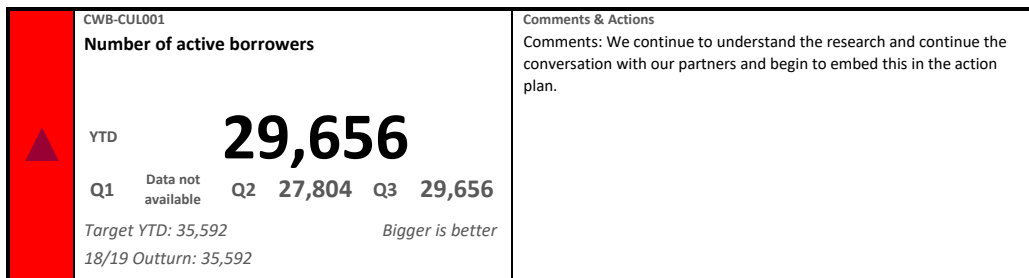 CWB-CUL001
Number of active borrowers
YTD 29,656
Q1 Data not available Q2 27,804 Q3 29,656
Target YTD: 35,592 Bigger is better
18/19 Outturn: 35,592
Comments & Actions
Comments: We continue to understand the research and continue the
conversation with our partners and begin to embed this in the action
plan.